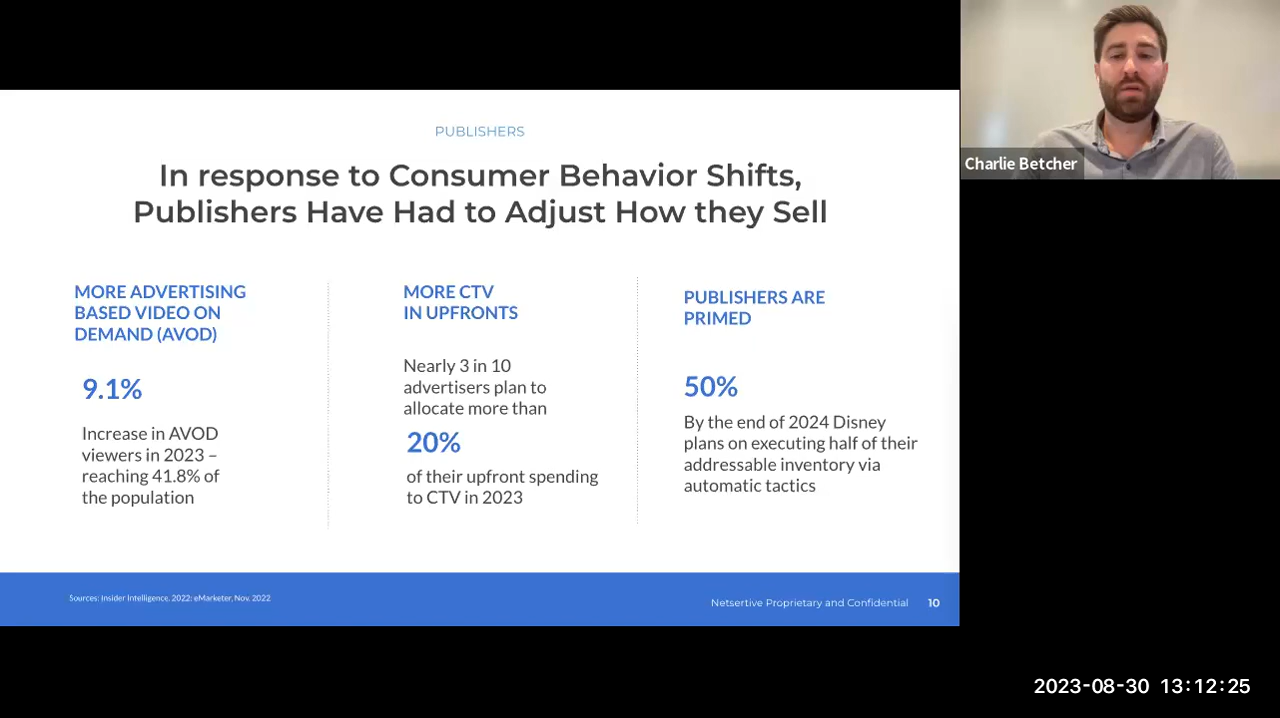 PUBLISHERS
In response to Consumer Behavior Shifts,
Publishers Have Had to Adjust How they Sell
MORE ADVERTISING
BASED VIDEO ON
DEMAND (AVOD)
9.1%
Increase in AVOD
viewers in 2023 –
reaching 41.8% of
the population
MORE CTV
IN UPFRONTS
Nearly 3 in 10
advertisers plan to
allocate more than
20%
of their upfront spending
to CTV in 2023
PUBLISHERS ARE
PRIMED
50%
By the end of 2024 Disney
plans on executing half of their
addressable inventory via
automatic tactics
Sources: Insider Intelligence, 2022; eMarketer, Nov, 2022
Netsertive Proprietary and Confidential 10
Charlie Betcher
2023-08-30 13:12:25